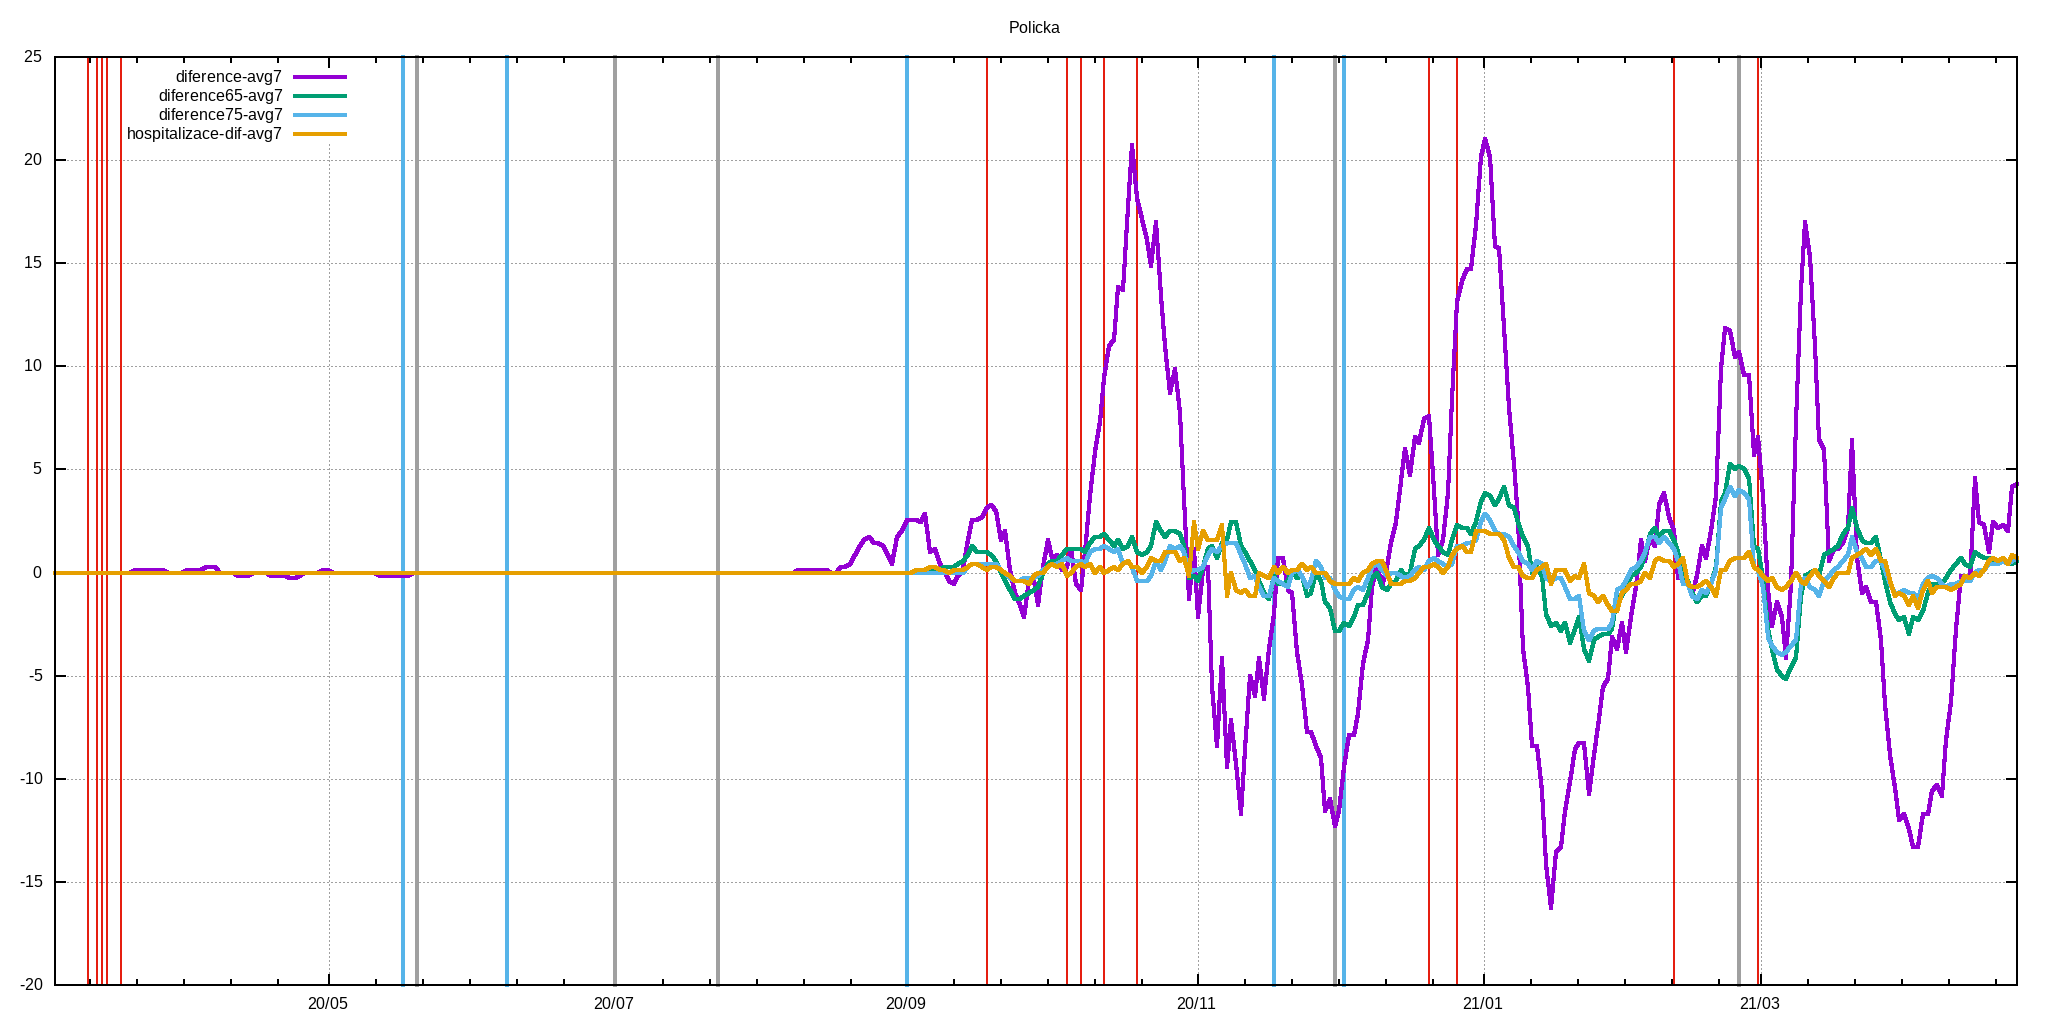 Policka
diference-avg7
diference65-avg7
diference75-avg7
hospitalizace-dif-avg7
25
20
15
10
5
0
-5
-10
-15
-20
20/05 20/07 20/09 20/11 21/01 21/03